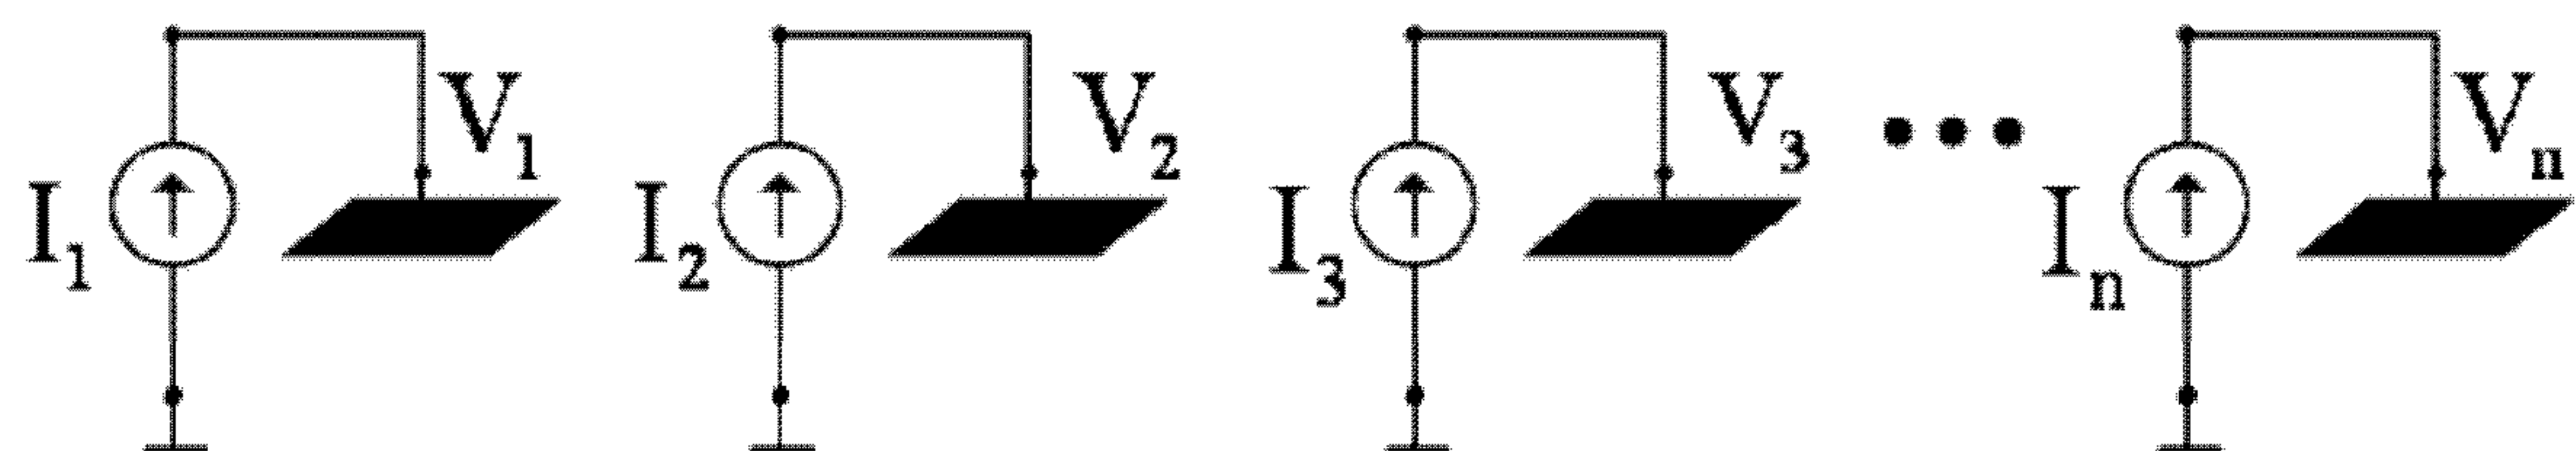 V₁ V₂ V₃ ••• Vₙ
I₁ I₂ I₃ Iₙ